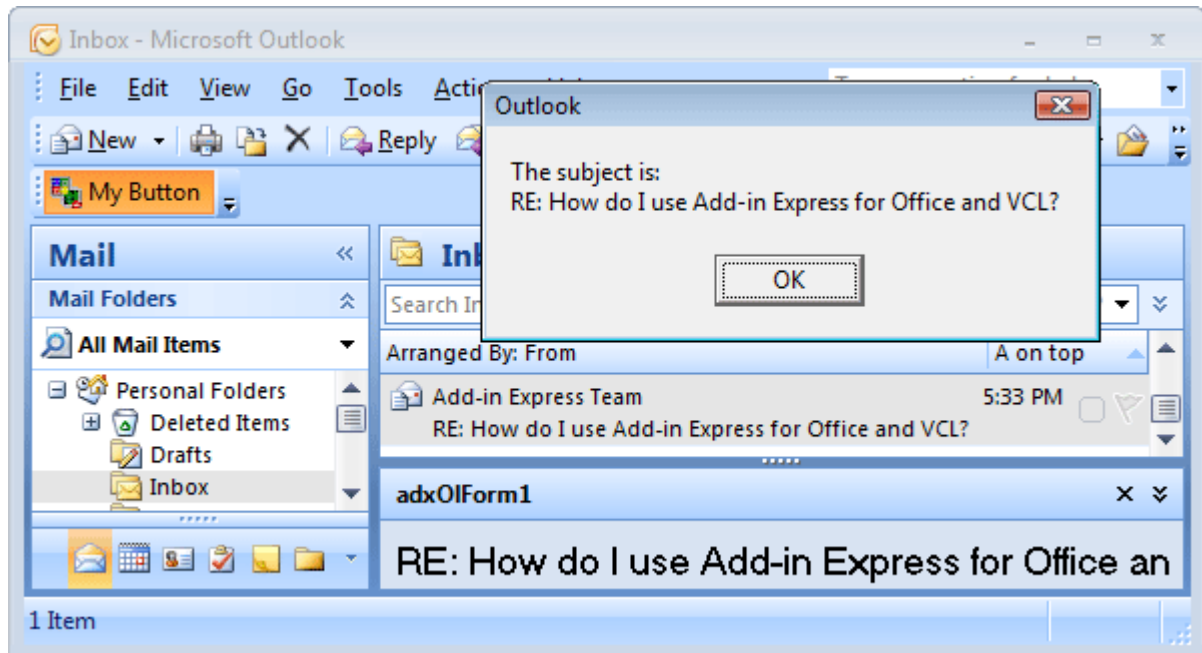 Inbox - Microsoft Outlook
File Edit View Go Tools
New Reply
My Button
Outlook
The subject is:
RE: How do I use Add-in Express for Office and VCL?
OK
Mail
Mail Folders
All Mail Items
Personal Folders
Deleted Items
Drafts
Inbox
Search
Arranged By: From A on top
Add-in Express Team 5:33 PM
RE: How do I use Add-in Express for Office and VCL?
adxOlForm1
RE: How do I use Add-in Express for Office an
1 Item